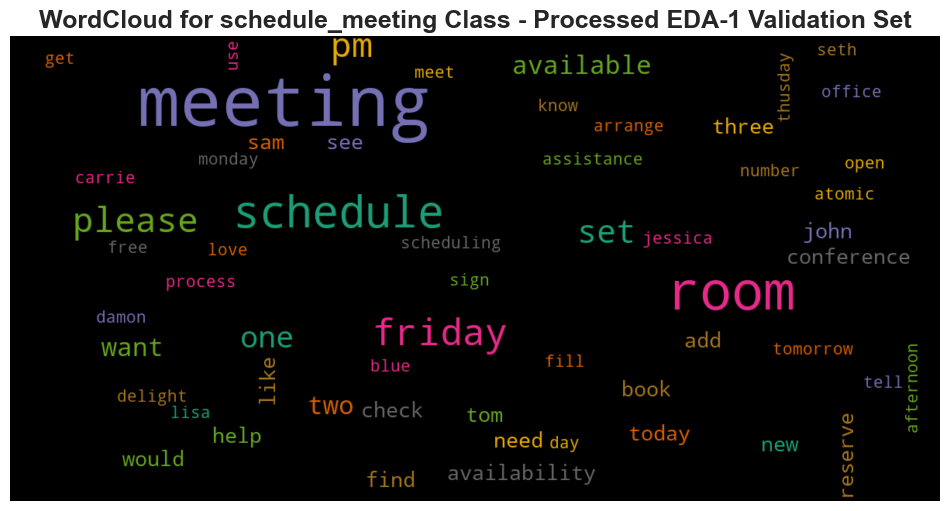 WordCloud for schedule_meeting Class - Processed EDA-1 Validation Set
get
use
pm
meet
available
seth
know
thusday
office
meeting
arrange
three
sam
see
monday
assistance
number
open
carrie
atomic
please
schedule
set
jessica
john
free
love
scheduling
conference
process
sign
room
damon
one
friday
want
add
tomorrow
blue
fill
like
book
tell
afternoon
delight
lisa
two
check
tom
help
need
day
today
new
reserve
would
find
availability